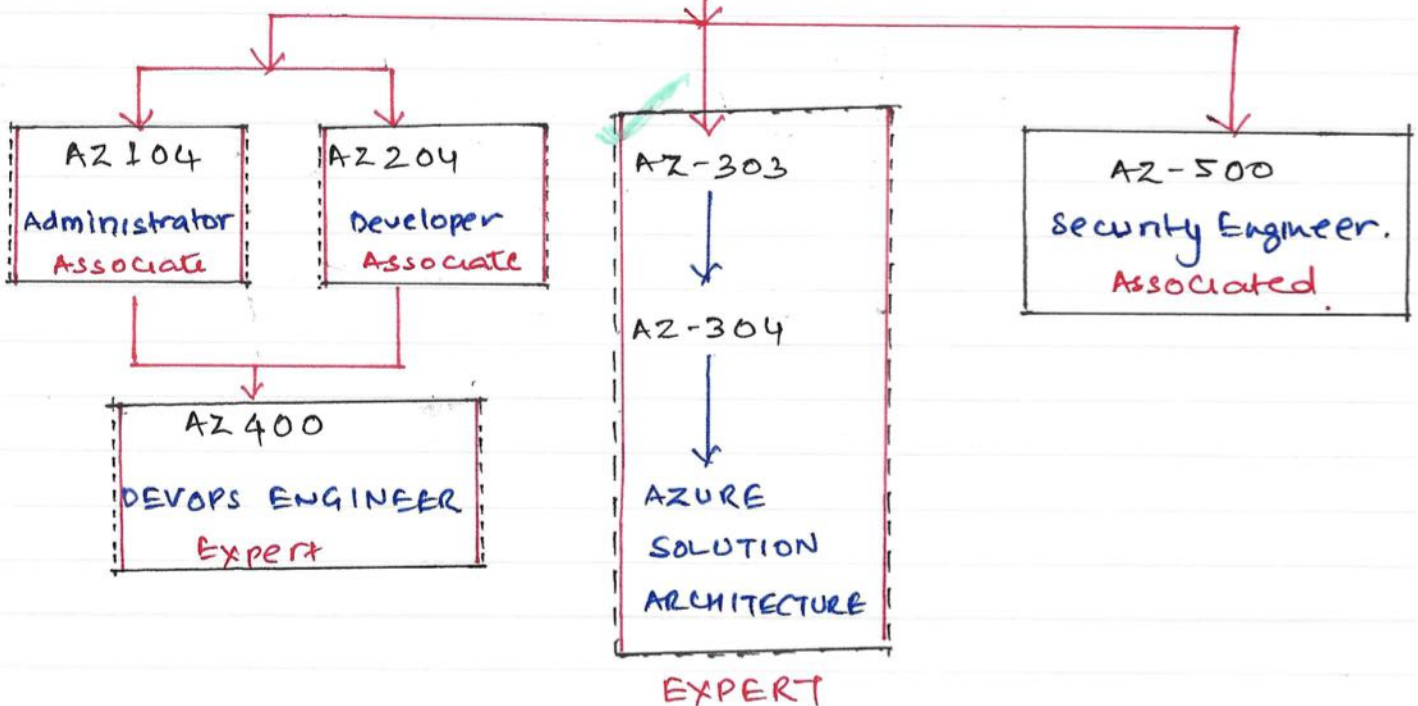 AZ 104
Administrator
Associate
AZ 204
Developer
Associate
AZ 400
DEVOPS ENGINEER
Expert
AZ-303
AZ-304
AZURE
SOLUTION
ARCHITECTURE
EXPERT
AZ-500
Security Engineer.
Associated.